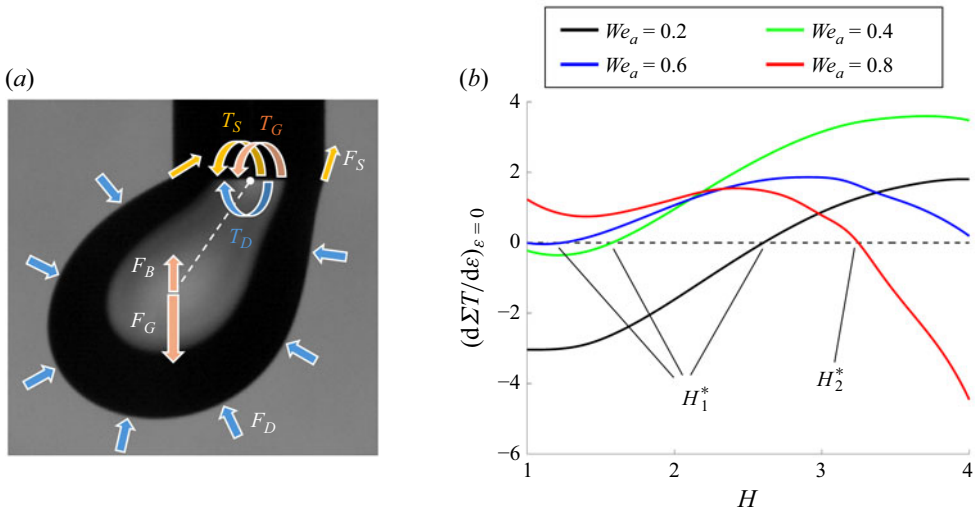 (a)
T_S T_G
F_S
T_D
F_B
F_G
F_D
We_a = 0.2 We_a = 0.4
We_a = 0.6 We_a = 0.8
(b)
4
2
0
−2
−4
−6
(dΣT/dε)_{ε = 0}
H_1^*
H_2^*
1 2 3 4
H